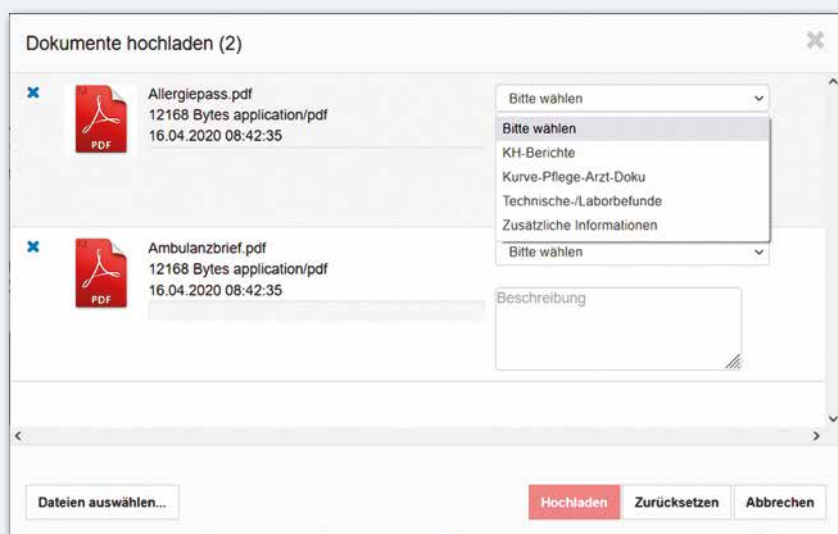 Dokumente hochladen (2)
Allergiepass.pdf
12168 Bytes application/pdf
16.04.2020 08:42:35
PDF
Bitte wählen
Bitte wählen
KH-Berichte
Kurve-Pflege-Arzt-Doku
Technische-/Laborbefunde
Zusätzliche Informationen
Ambulanzbrief.pdf
12168 Bytes application/pdf
16.04.2020 08:42:35
PDF
Bitte wählen
Beschreibung
Dateien auswählen...
Hochladen
Zurücksetzen
Abbrechen